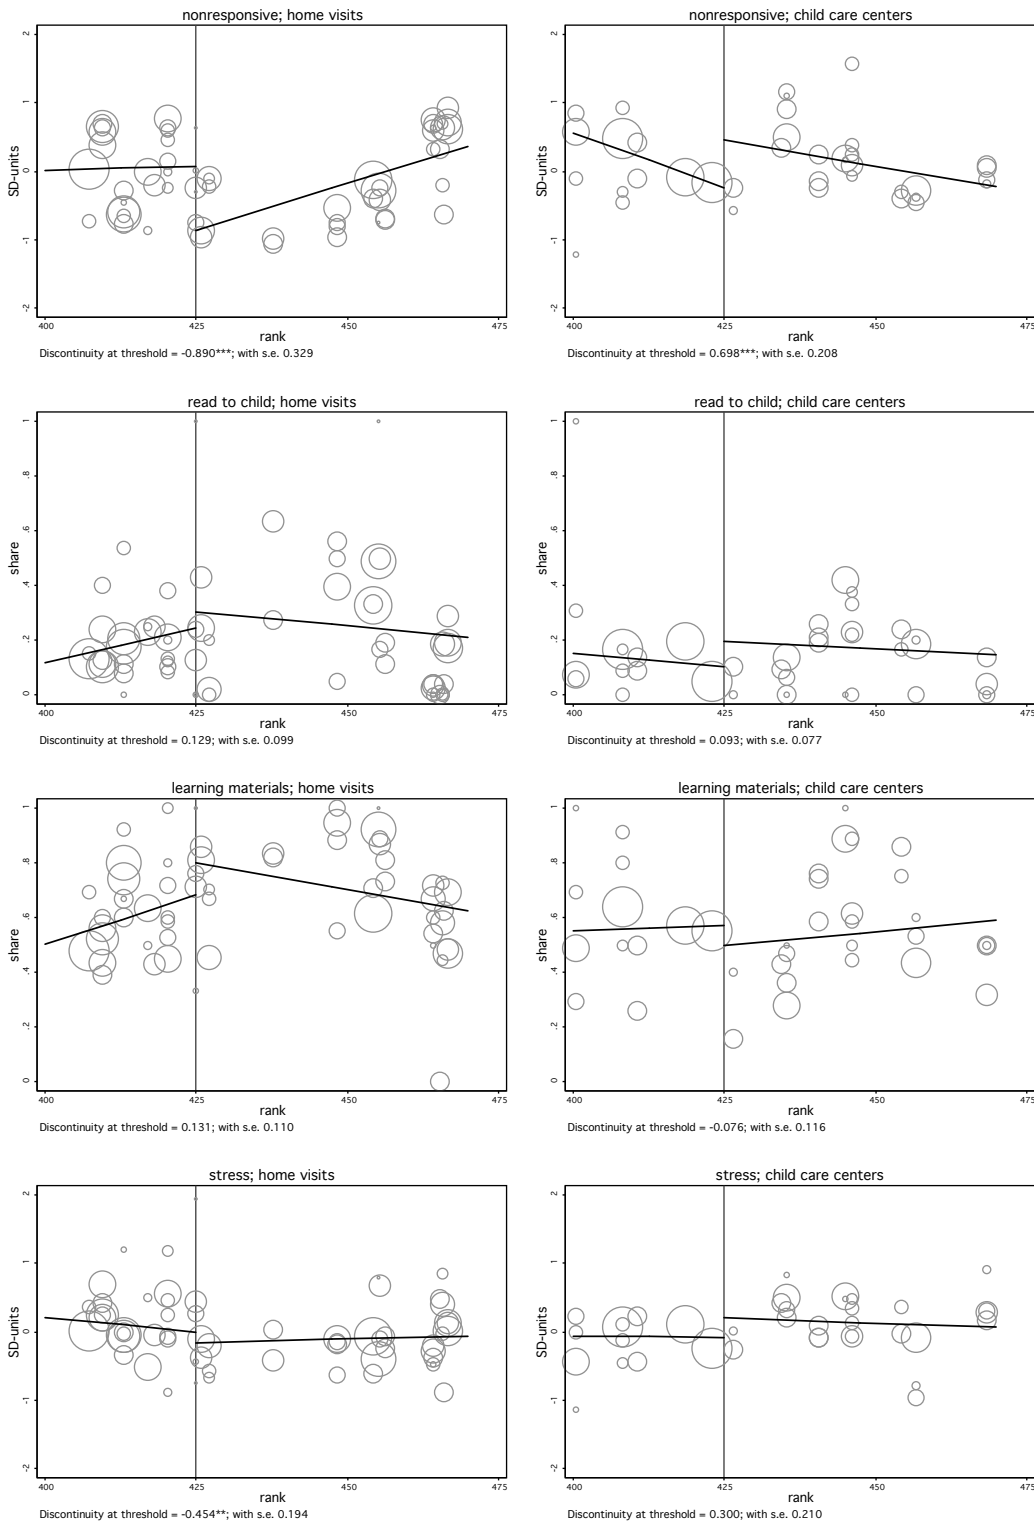 nonresponsive; home visits
SD-units
2
1
0
-1
-2
400
425
450
475
rank
Discontinuity at threshold = -0.890***; with s.e. 0.329
nonresponsive; child care centers
SD-units
2
1
0
-1
-2
400
425
450
475
rank
Discontinuity at threshold = 0.698***; with s.e. 0.208
read to child; home visits
share
1
.8
.6
.4
.2
0
400
425
450
475
rank
Discontinuity at threshold = 0.129; with s.e. 0.099
read to child; child care centers
share
1
.8
.6
.4
.2
0
400
425
450
475
rank
Discontinuity at threshold = 0.093; with s.e. 0.077
learning materials; home visits
share
1
.8
.6
.4
.2
0
400
425
450
475
rank
Discontinuity at threshold = 0.131; with s.e. 0.110
learning materials; child care centers
share
1
.8
.6
.4
.2
0
400
425
450
475
rank
Discontinuity at threshold = -0.076; with s.e. 0.116
stress; home visits
SD-units
2
1
0
-1
-2
400
425
450
475
rank
Discontinuity at threshold = -0.454**; with s.e. 0.194
stress; child care centers
SD-units
2
1
0
-1
-2
400
425
450
475
rank
Discontinuity at threshold = 0.300; with s.e. 0.210